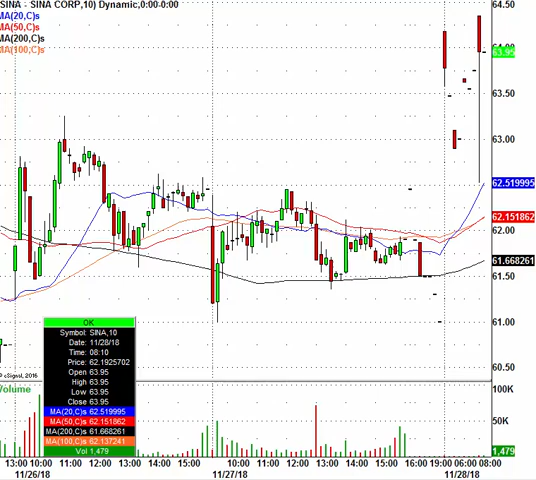 SINA - SINA CORP,10) Dynamic,0:00-0:00
MA(20,C)s
MA(50,C)s
MA(200,C)s
MA(100,C)s
64.50
63.95
63.50
63.00
62.519995
62.151862
62.00
61.668261
61.50
61.00
60.50
© eSignal, 2016
OK
Symbol: SINA,10
Date: 11/28/18
Time: 08:10
Price: 62.1925702
Open 63.95
High 63.95
Low 63.95
Close 63.95
MA(20,C)s 62.519995
MA(50,C)s 62.151862
MA(200,C)s 61.668261
MA(100,C)s 62.137241
Vol 1,479
Volume
100K
50K
1,479
13:00 10:00 11:00 12:00 13:00 14:00 15:00 10:00 11:00 12:00 13:00 14:00 15:00 16:00 19:00 06:00 08:00
11/26/18 11/27/18 11/28/18